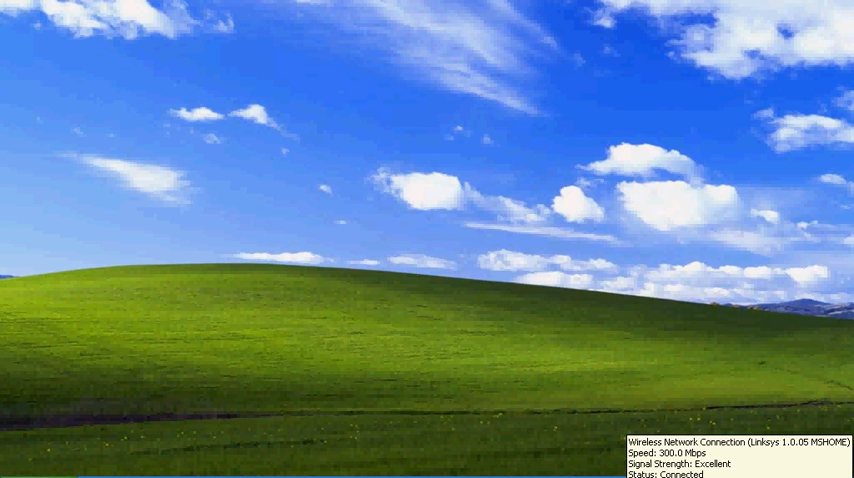 Wireless Network Connection (Linksys 1.0.05 MSHOME)
Speed: 300.0 Mbps
Signal Strength: Excellent
Status: Connected